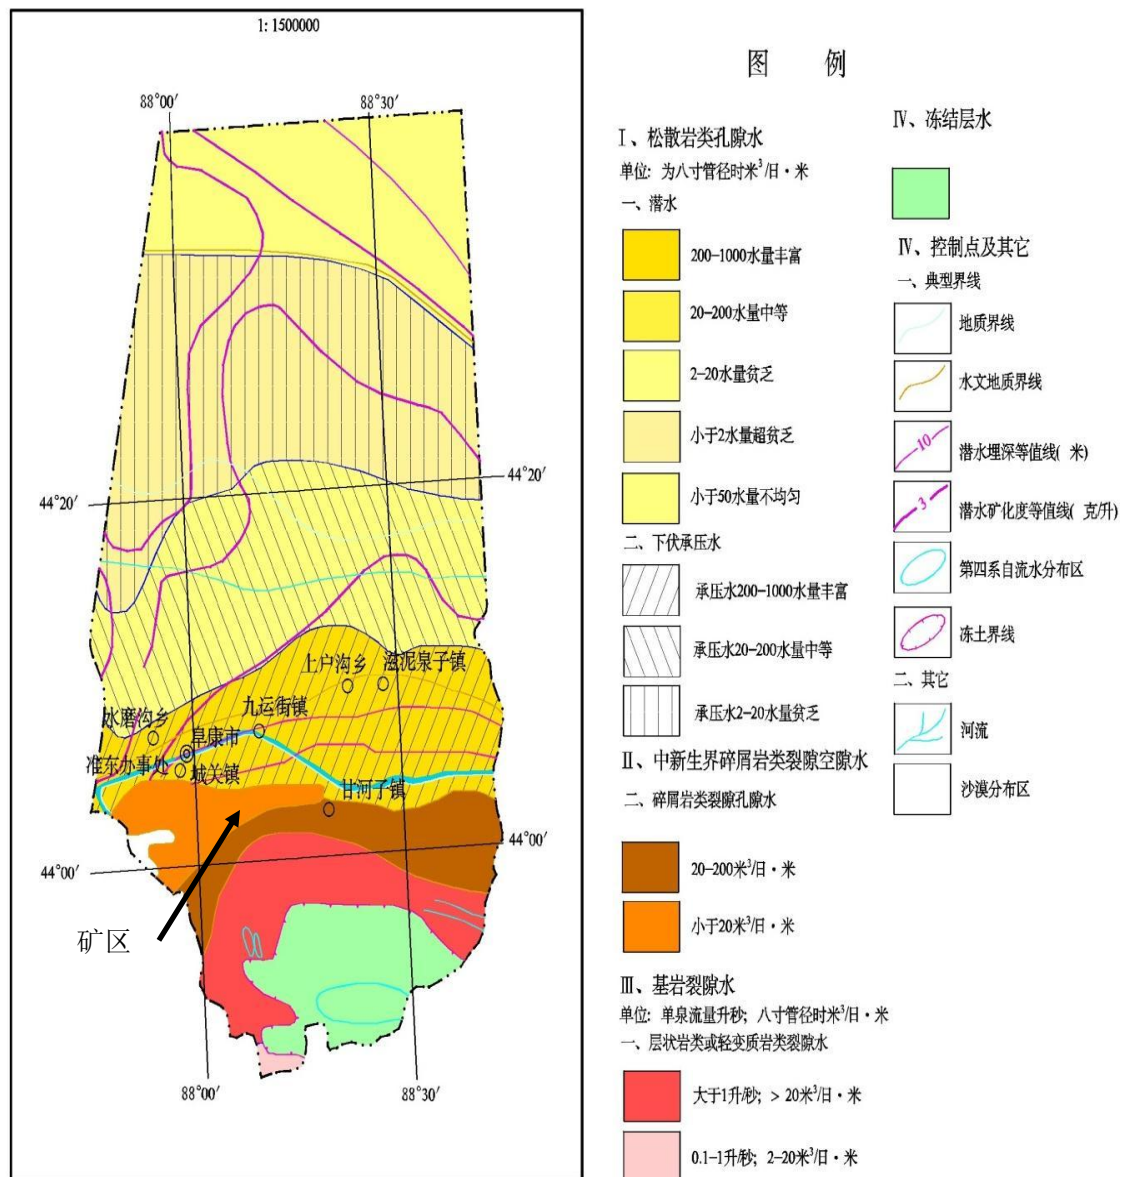 1: 1500000
88°00′
88°30′
44°20′
44°20′
上户沟乡
滋泥泉子镇
九运街镇
水磨沟乡
阜康市
准东办事处
城关镇
甘河子镇
44°00′
44°00′
矿区
88°00′
88°30′
图 例
Ⅰ、松散岩类孔隙水
单位: 为八寸管径时米³/日·米
一、潜水
200-1000水量丰富
20-200水量中等
2-20水量贫乏
小于2水量超贫乏
小于50水量不均匀
二、下伏承压水
承压水200-1000水量丰富
承压水20-200水量中等
承压水2-20水量贫乏
Ⅱ、中新生界碎屑岩类裂隙空隙水
二、碎屑岩类裂隙孔隙水
20-200米³/日·米
小于20米³/日·米
Ⅲ、基岩裂隙水
单位: 单泉流量升秒; 八寸管径时米³/日·米
一、层状岩类或轻变质岩类裂隙水
大于1升/秒; > 20米³/日·米
0.1-1升/秒; 2-20米³/日·米
Ⅳ、冻结层水
Ⅳ、控制点及其它
一、典型界线
地质界线
水文地质界线
10
潜水埋深等值线( 米)
3
潜水矿化度等值线( 克/升)
第四系自流水分布区
冻土界线
二、其它
河流
沙漠分布区